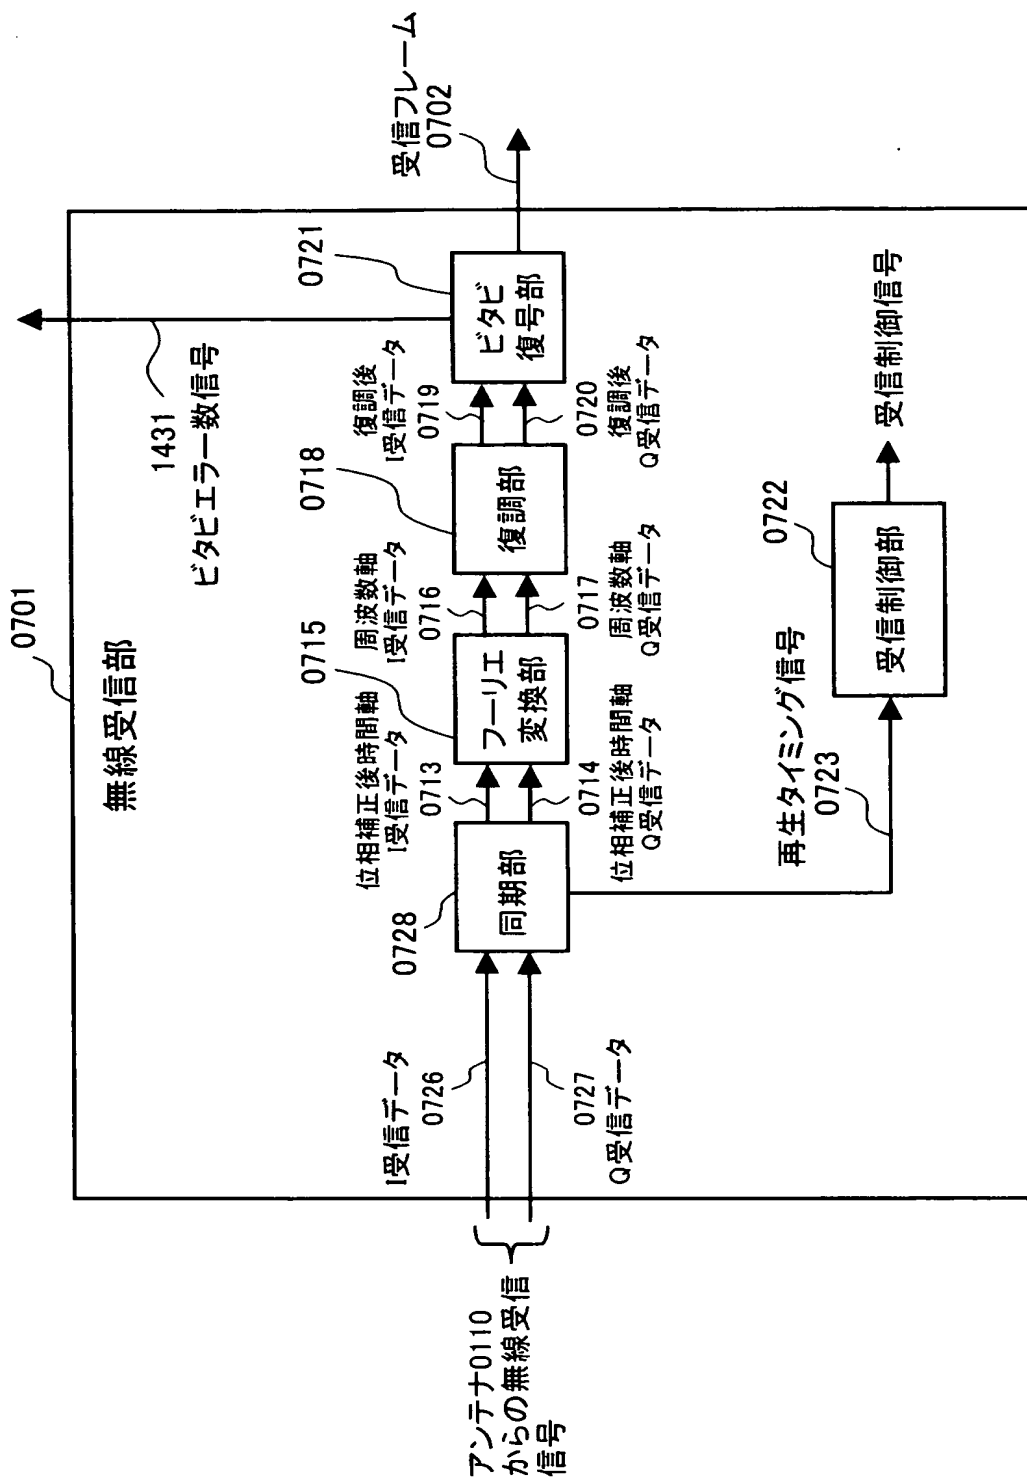 0701
無線受信部
1431
ビタビエラー数信号
受信フレーム
0702
アンテナ0110
からの無線受信
信号
I受信データ
0726
0727
Q受信データ
0728
同期部
位相補正後時間軸
I受信データ
0713
0714
位相補正後時間軸
Q受信データ
0715
フーリエ
変換部
周波数軸
I受信データ
0716
0717
周波数軸
Q受信データ
0718
復調部
復調後
I受信データ
0719
0720
復調後
Q受信データ
0721
ビタビ
復号部
再生タイミング信号
0723
0722
受信制御部
受信制御信号